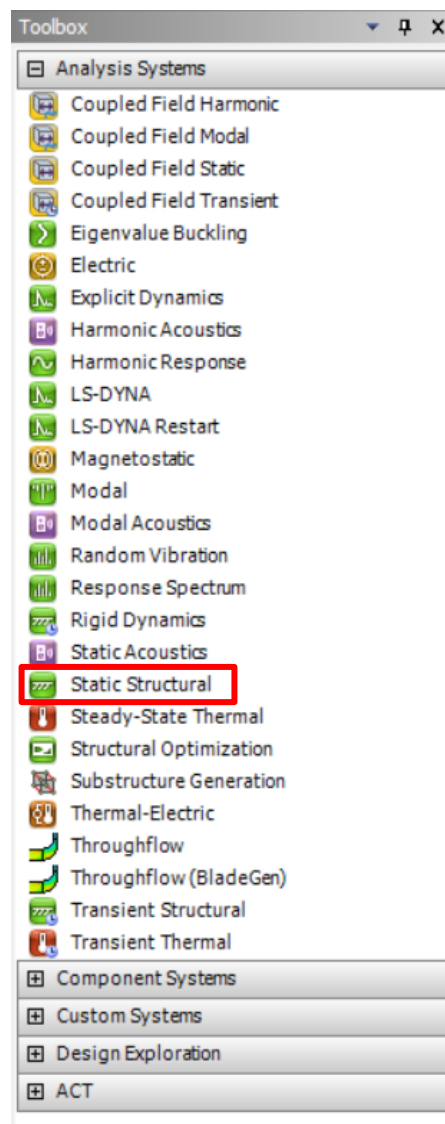 Toolbox
Analysis Systems
Coupled Field Harmonic
Coupled Field Modal
Coupled Field Static
Coupled Field Transient
Eigenvalue Buckling
Electric
Explicit Dynamics
Harmonic Acoustics
Harmonic Response
LS-DYNA
LS-DYNA Restart
Magnetostatic
Modal
Modal Acoustics
Random Vibration
Response Spectrum
Rigid Dynamics
Static Acoustics
Static Structural
Steady-State Thermal
Structural Optimization
Substructure Generation
Thermal-Electric
Throughflow
Throughflow (BladeGen)
Transient Structural
Transient Thermal
Component Systems
Custom Systems
Design Exploration
ACT